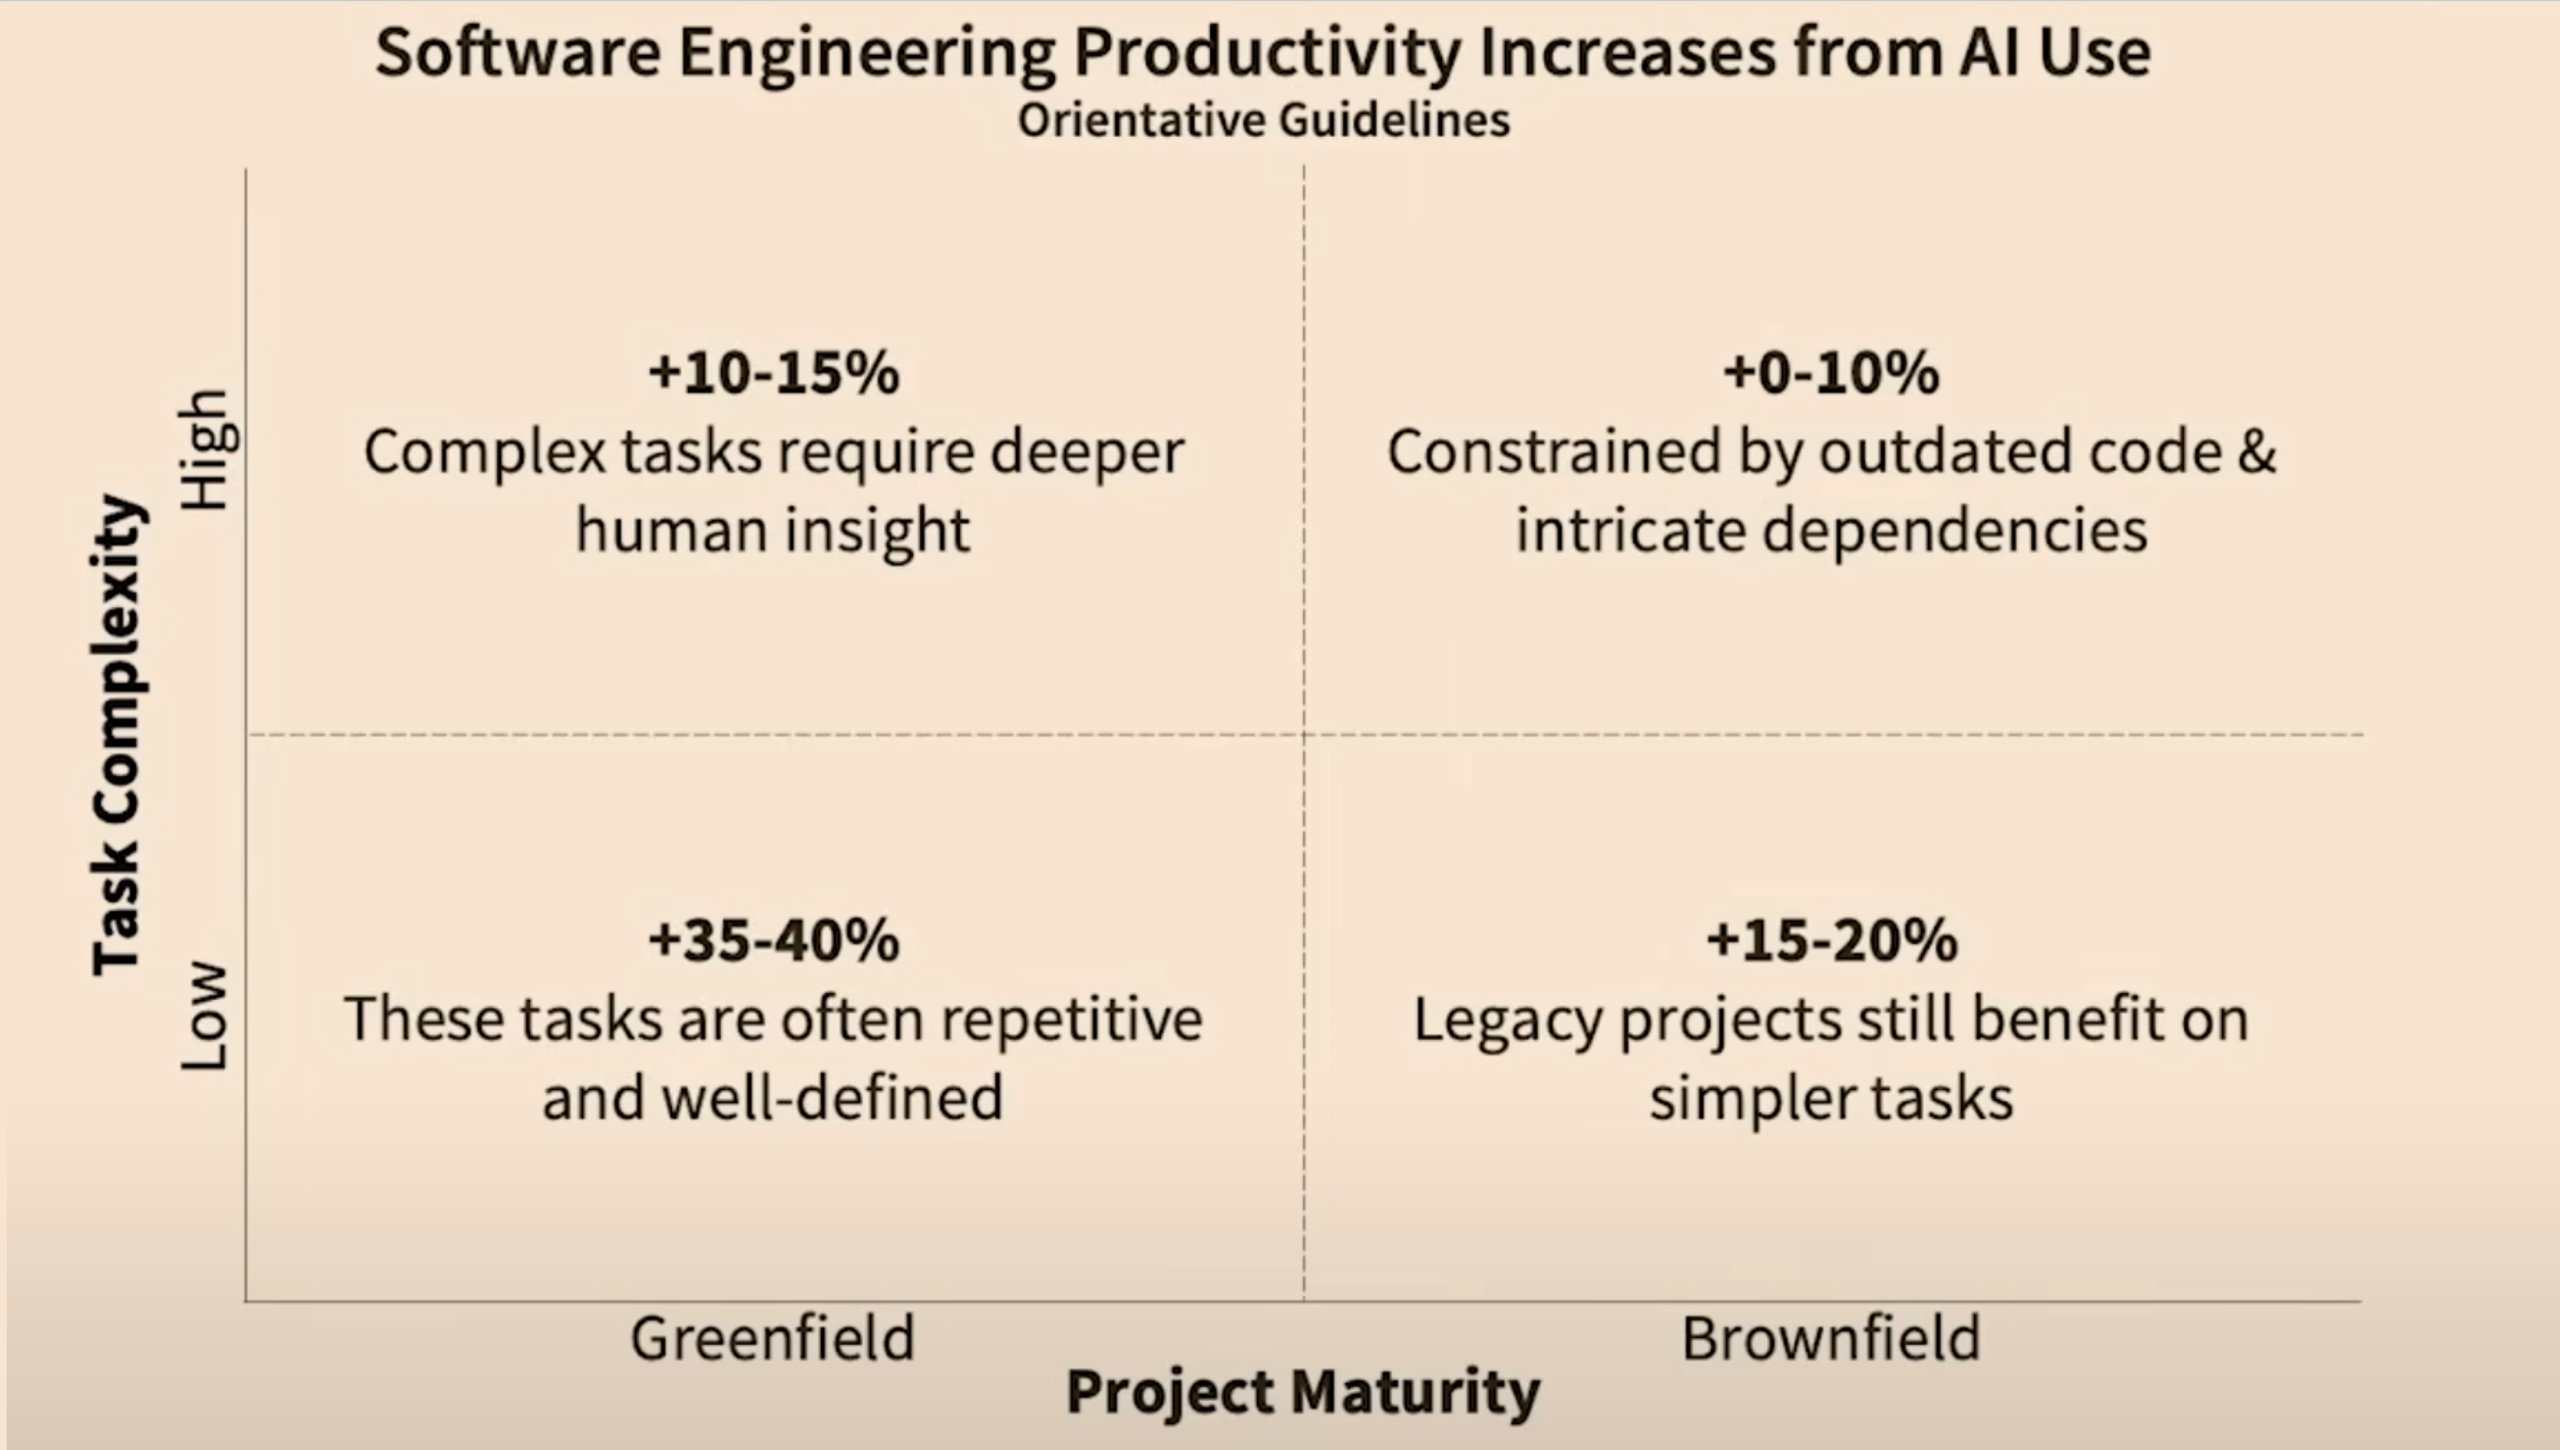 Software Engineering Productivity Increases from AI Use
Orientative Guidelines
Task Complexity
High
+10-15%
Complex tasks require deeper
human insight
+0-10%
Constrained by outdated code &
intricate dependencies
Low
+35-40%
These tasks are often repetitive
and well-defined
+15-20%
Legacy projects still benefit on
simpler tasks
Greenfield
Brownfield
Project Maturity